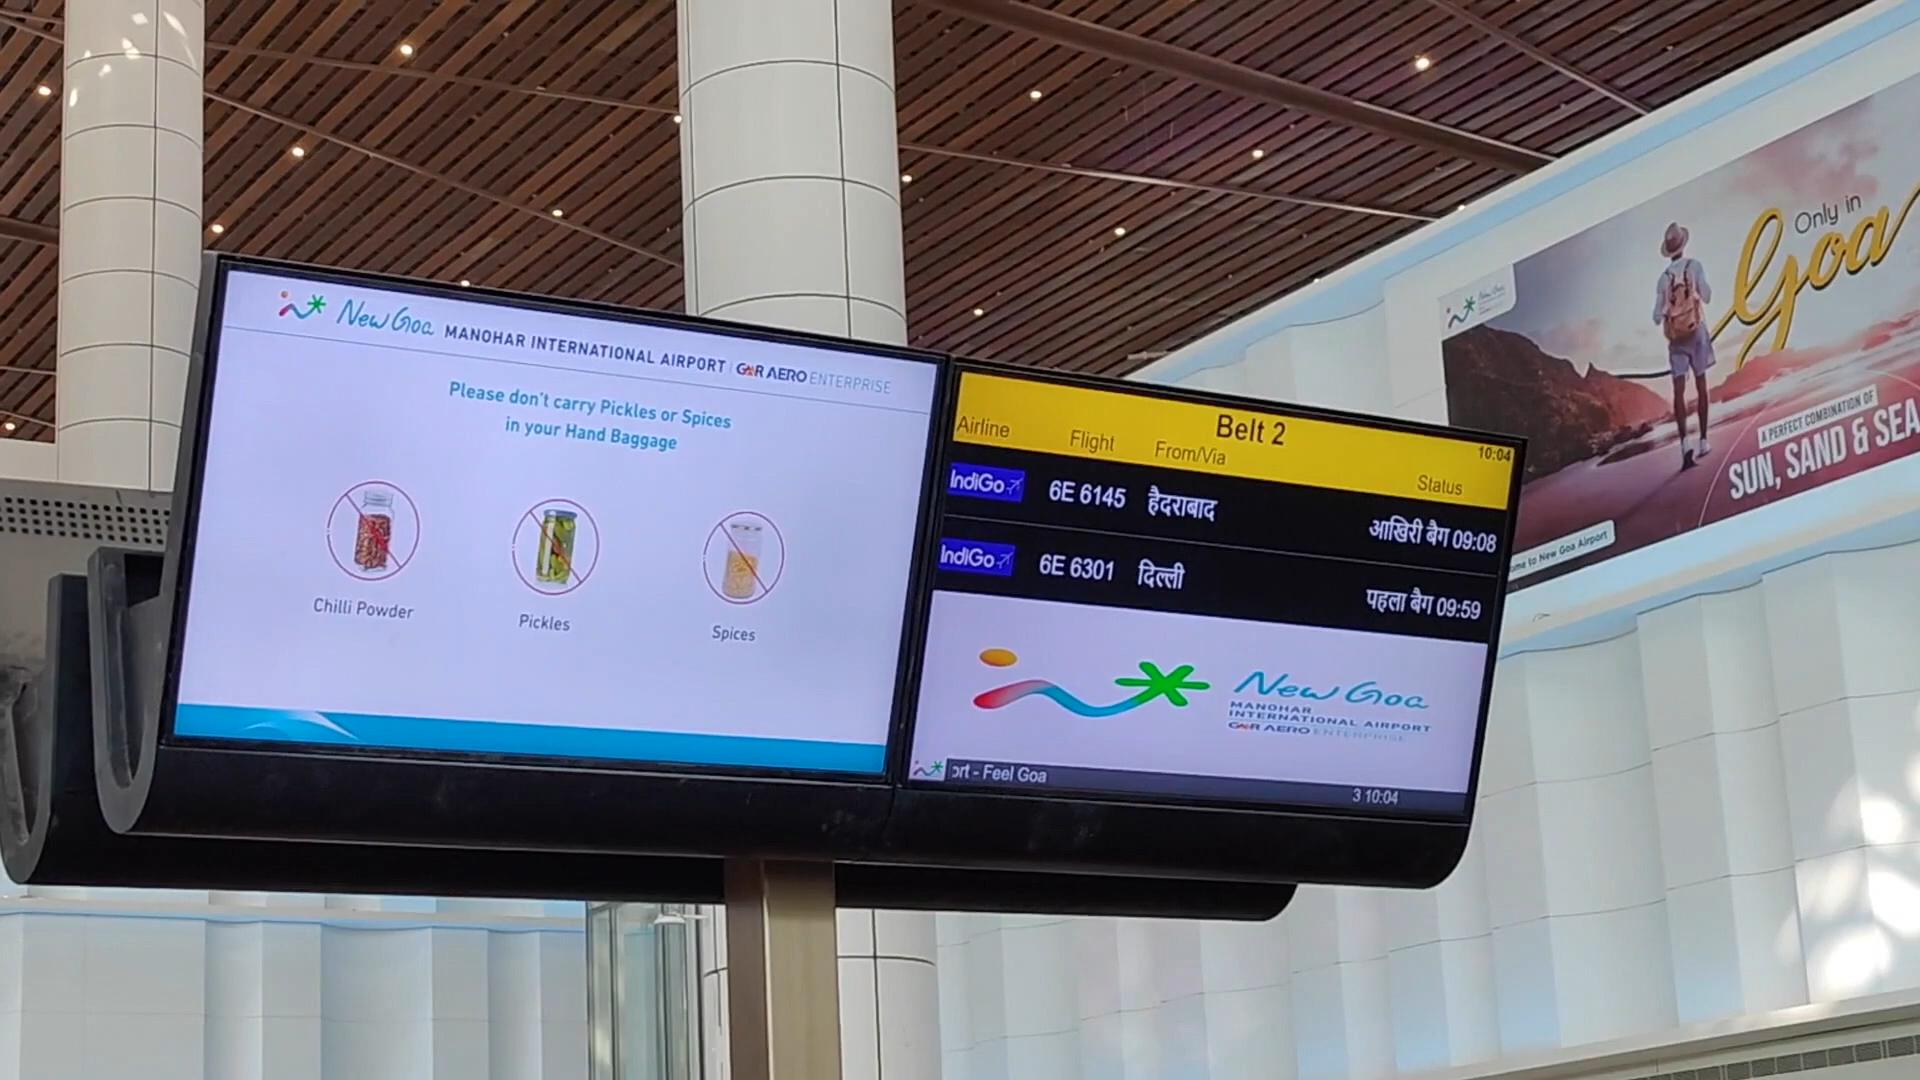 New Goa MANOHAR INTERNATIONAL AIRPORT | GMR AERO ENTERPRISE
Please don't carry Pickles or Spices
in your Hand Baggage
Chilli Powder
Pickles
Spices
Belt 2
10:04
Airline Flight From/Via Status
IndiGo 6E 6145 हैदराबाद आखिरी बैग 09:08
IndiGo 6E 6301 दिल्ली पहला बैग 09:59
New Goa
MANOHAR
INTERNATIONAL AIRPORT
GMR AERO ENTERPRISE
ort - Feel Goa
3 10:04
Only in
Goa
A PERFECT COMBINATION OF
SUN, SAND & SEA
ome to New Goa Airport